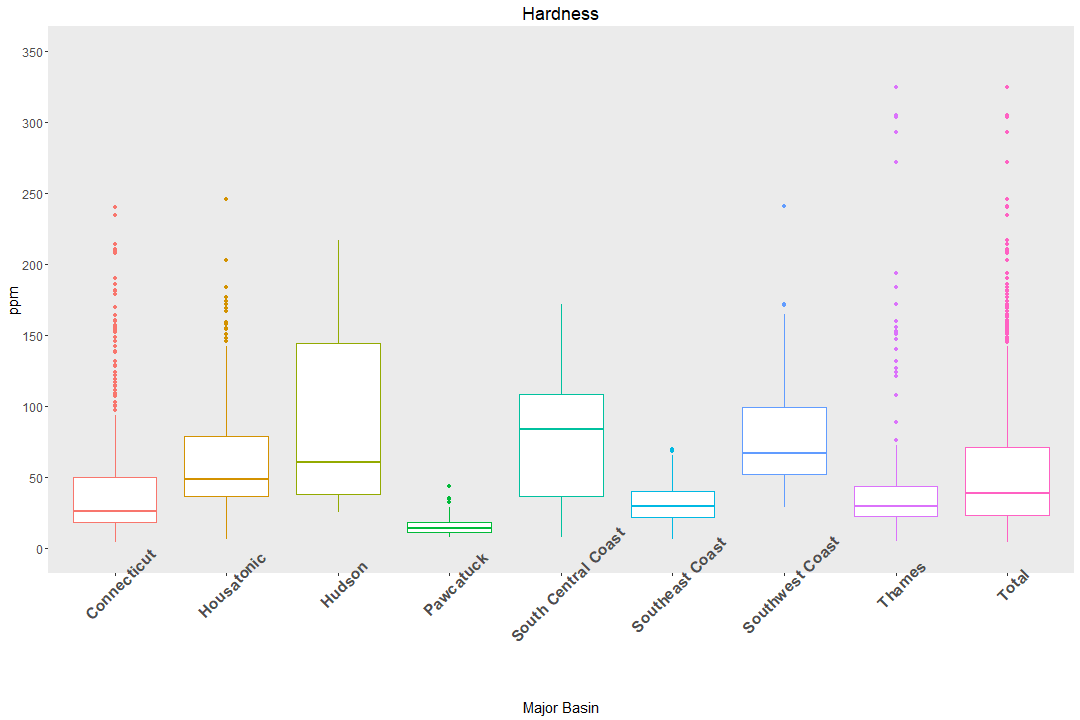 Hardness
ppm
350
300
250
200
150
100
50
0
Connecticut
Housatonic
Hudson
Pawcatuck
South Central Coast
Southeast Coast
Southwest Coast
Thames
Total
Major Basin